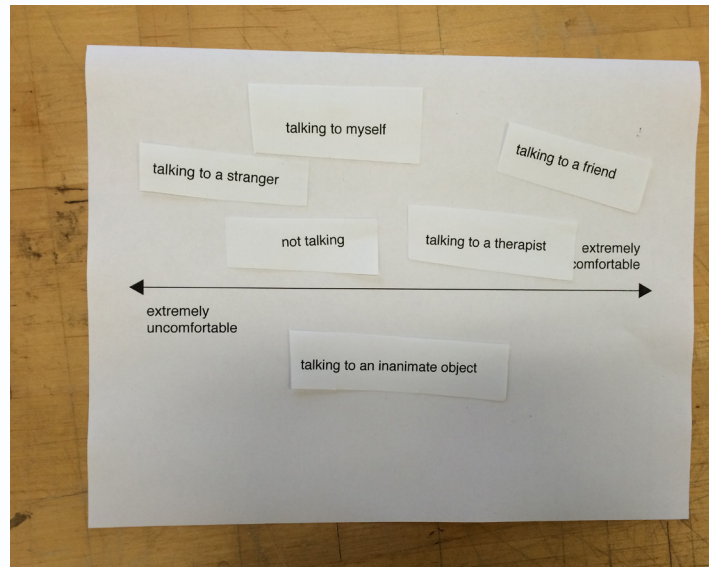 talking to myself
talking to a friend
talking to a stranger
not talking
talking to a therapist
extremely
comfortable
extremely
uncomfortable
talking to an inanimate object